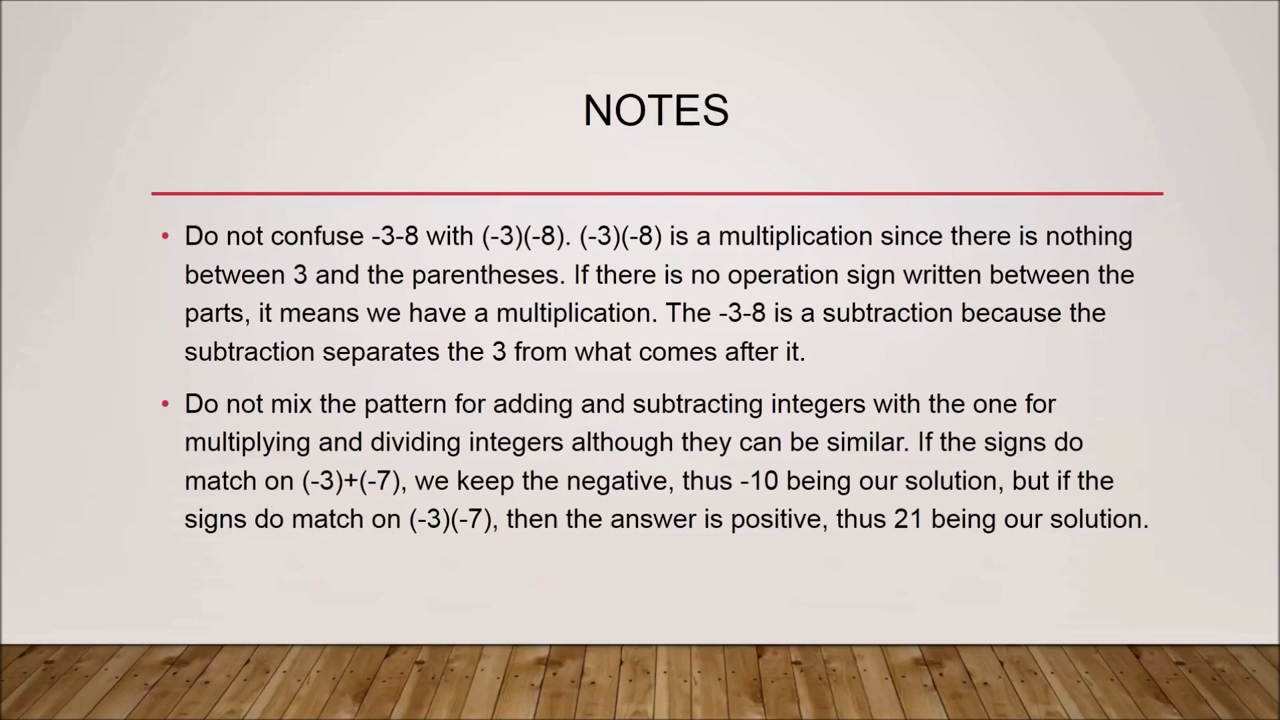 NOTES
• Do not confuse -3-8 with (-3)(-8). (-3)(-8) is a multiplication since there is nothing
between 3 and the parentheses. If there is no operation sign written between the
parts, it means we have a multiplication. The -3-8 is a subtraction because the
subtraction separates the 3 from what comes after it.
• Do not mix the pattern for adding and subtracting integers with the one for
multiplying and dividing integers although they can be similar. If the signs do
match on (-3)+(-7), we keep the negative, thus -10 being our solution, but if the
signs do match on (-3)(-7), then the answer is positive, thus 21 being our solution.